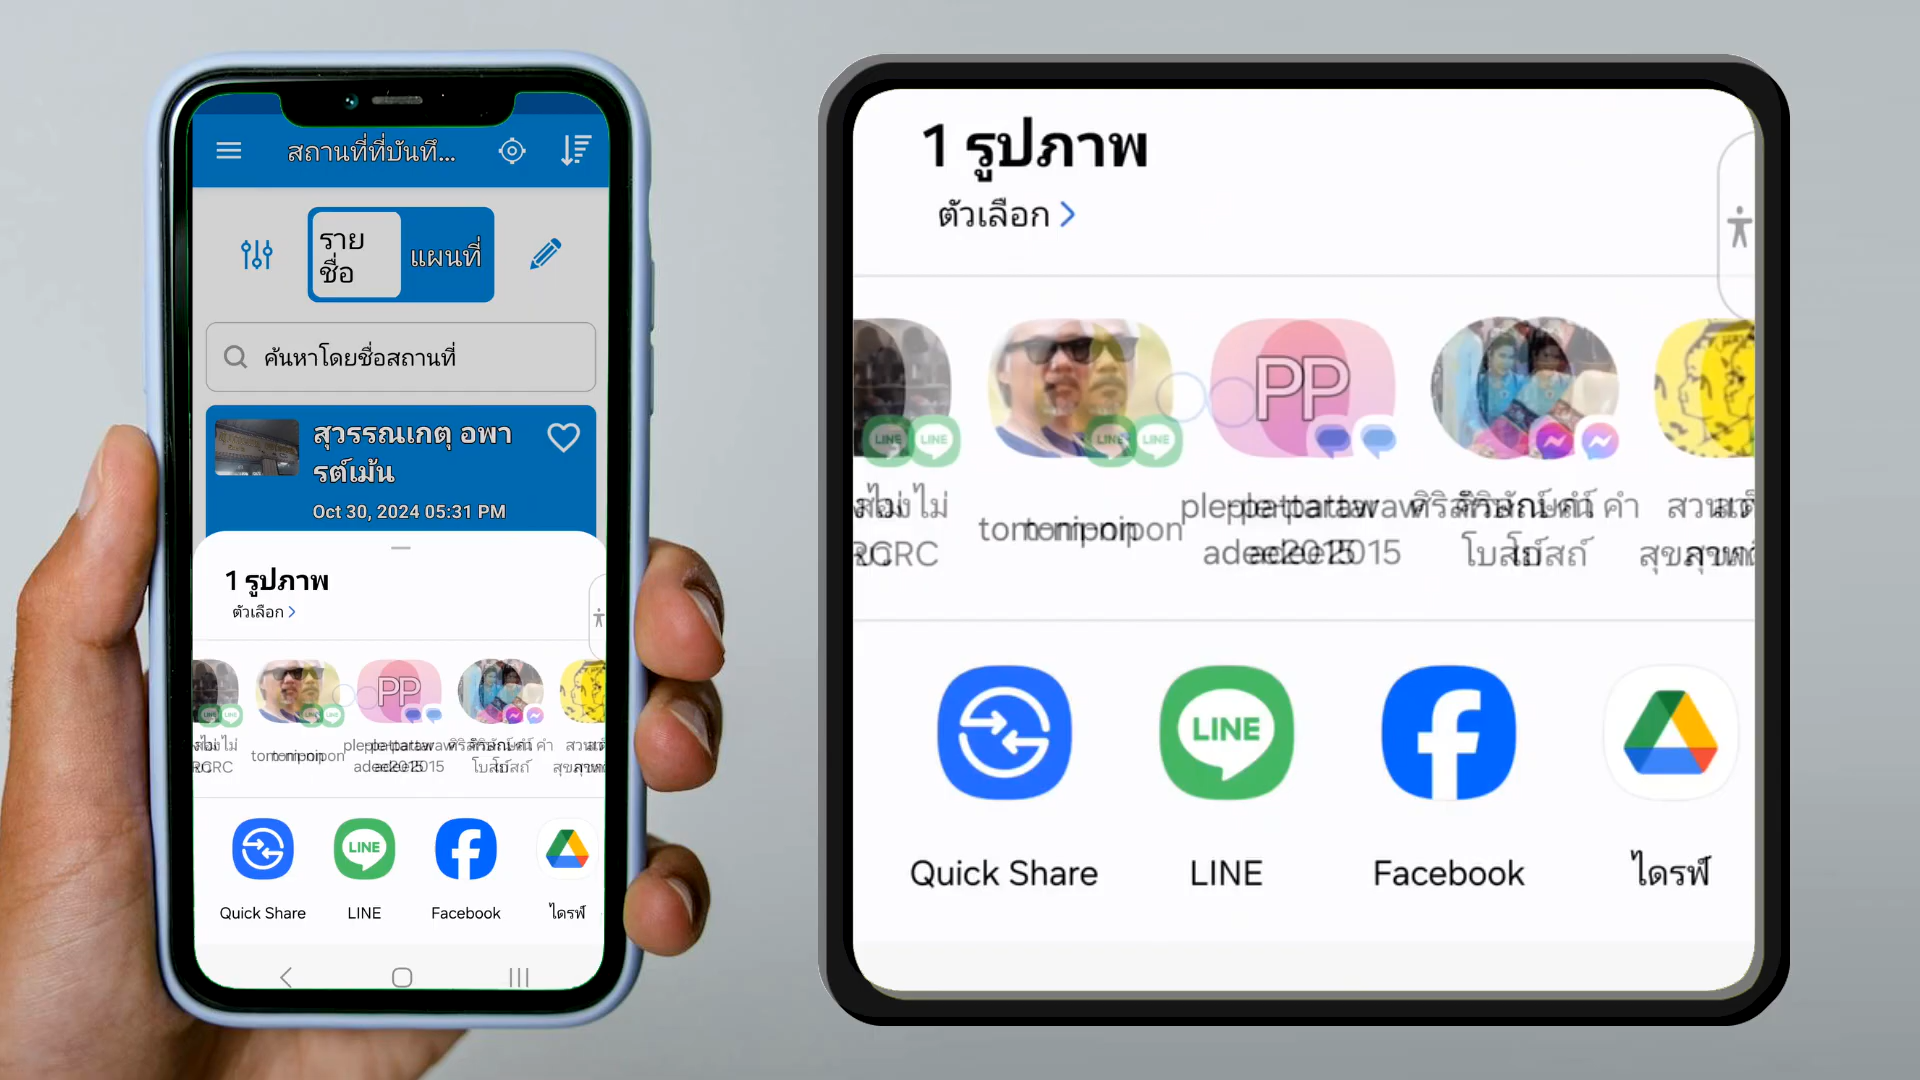 สถานที่ที่บันทึ...
ราย
ชื่อ
แผนที่
ค้นหาโดยชื่อสถานที่
สุวรรณเกตุ อพา
รต์เม้น
Oct 30, 2024 05:31 PM
1 รูปภาพ
ตัวเลือก >
PP
LINE
Quick Share
LINE
Facebook
ไดรฟ์
1 รูปภาพ
ตัวเลือก >
LINE LINE
LINE LINE
PP
LINE
Quick Share
LINE
Facebook
ไดรฟ์